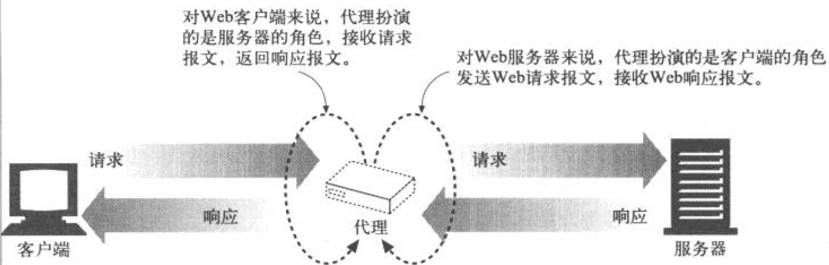 对Web客户端来说，代理扮演
的是服务器的角色，接收请求
报文，返回响应报文。
对Web服务器来说，代理扮演的是客户端的角色
发送Web请求报文，接收Web响应报文。
请求
请求
响应
响应
代理
客户端
服务器